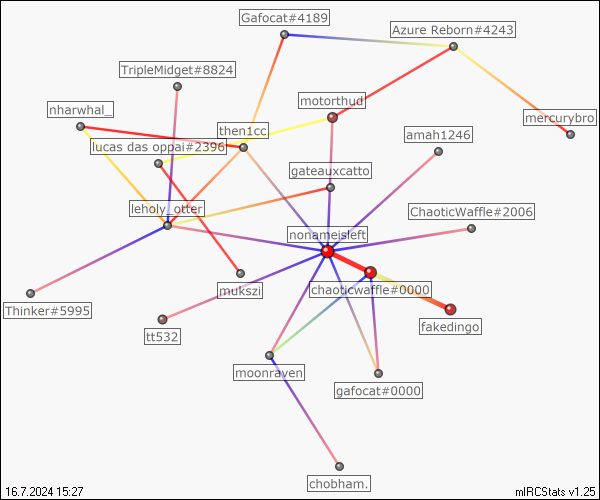 Gafocat#4189
Azure Reborn#4243
TripleMidget#8824
motorthud_
nharwhal_
mercurybro
then1cc
amah1246
lucas das oppai#2396
gateauxcatto
leholy_otter
ChaoticWaffle#2006
nonameisleft
mukszi
chaoticwaffle#0000
Thinker#5995
fakedingo
tt532
moonraven
gafocat#0000
chobham.
16.7.2024 15:27
mIRCStats v1.25